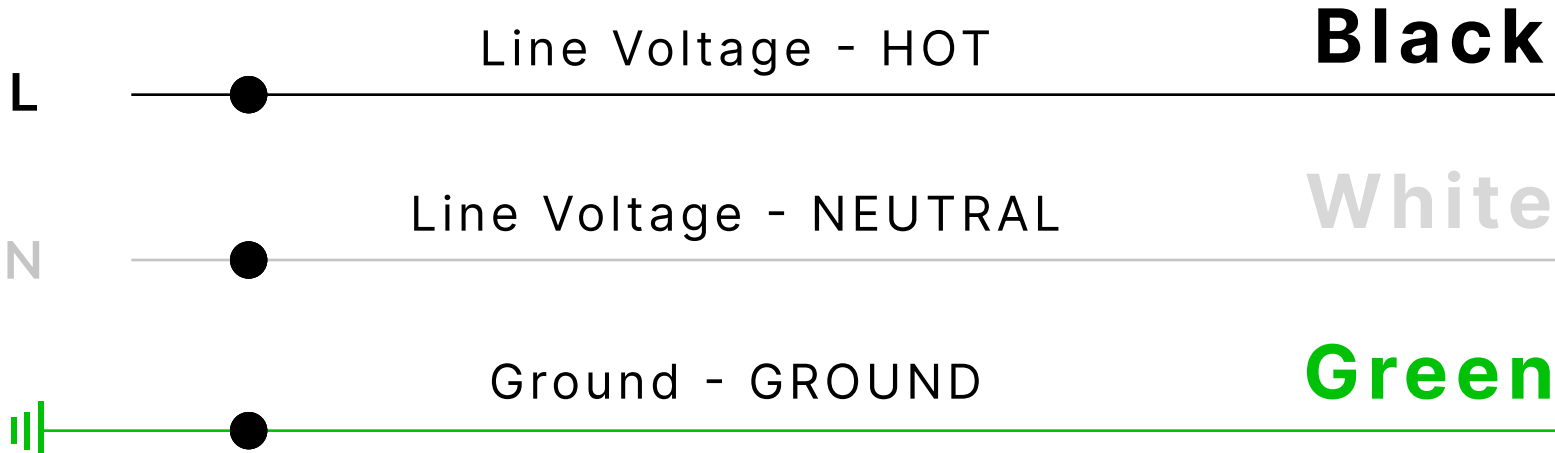 Line Voltage - HOT
Black
L
Line Voltage - NEUTRAL
White
N
Ground - GROUND
Green